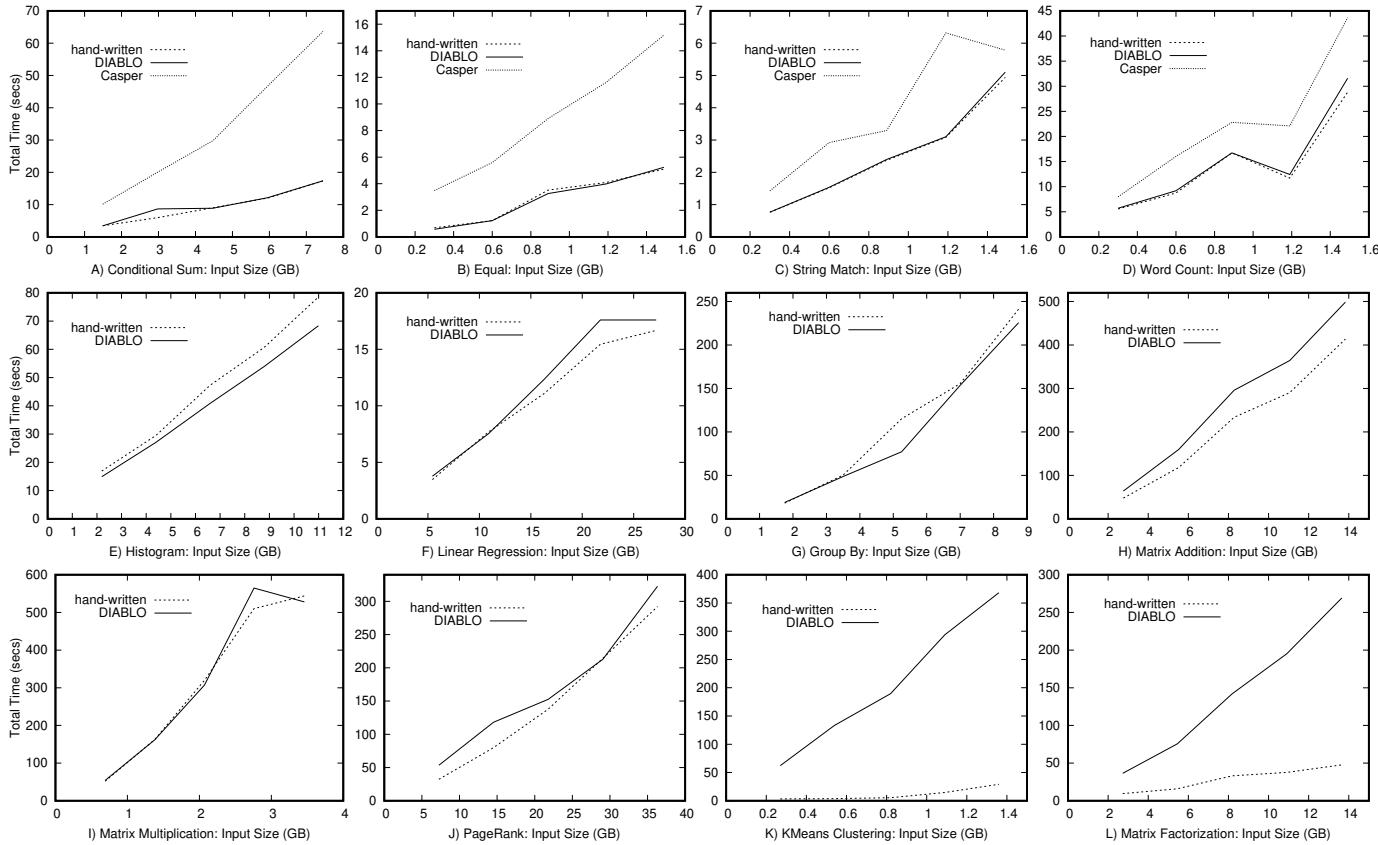 70
60
50
40
30
20
10
0
Total Time (secs)
hand-written
DIABLO
Casper
0 1 2 3 4 5 6 7 8
A) Conditional Sum: Input Size (GB)
16
14
12
10
8
6
4
2
0
hand-written
DIABLO
Casper
0.2 0.4 0.6 0.8 1 1.2 1.4 1.6
B) Equal: Input Size (GB)
7
6
5
4
3
2
1
0
hand-written
DIABLO
Casper
0.2 0.4 0.6 0.8 1 1.2 1.4 1.6
C) String Match: Input Size (GB)
45
40
35
30
25
20
15
10
5
0
hand-written
DIABLO
Casper
0.2 0.4 0.6 0.8 1 1.2 1.4 1.6
D) Word Count: Input Size (GB)
80
70
60
50
40
30
20
10
0
Total Time (secs)
hand-written
DIABLO
0 1 2 3 4 5 6 7 8 9 10 11 12
E) Histogram: Input Size (GB)
20
15
10
5
0
hand-written
DIABLO
0 5 10 15 20 25 30
F) Linear Regression: Input Size (GB)
250
200
150
100
50
0
hand-written
DIABLO
0 1 2 3 4 5 6 7 8 9
G) Group By: Input Size (GB)
500
400
300
200
100
0
hand-written
DIABLO
0 2 4 6 8 10 12 14
H) Matrix Addition: Input Size (GB)
600
500
400
300
200
100
0
Total Time (secs)
hand-written
DIABLO
0 1 2 3 4
I) Matrix Multiplication: Input Size (GB)
300
250
200
150
100
50
0
hand-written
DIABLO
0 5 10 15 20 25 30 35 40
J) PageRank: Input Size (GB)
400
350
300
250
200
150
100
50
0
hand-written
DIABLO
0 0.2 0.4 0.6 0.8 1 1.2 1.4
K) KMeans Clustering: Input Size (GB)
300
250
200
150
100
50
0
hand-written
DIABLO
0 2 4 6 8 10 12 14
L) Matrix Factorization: Input Size (GB)